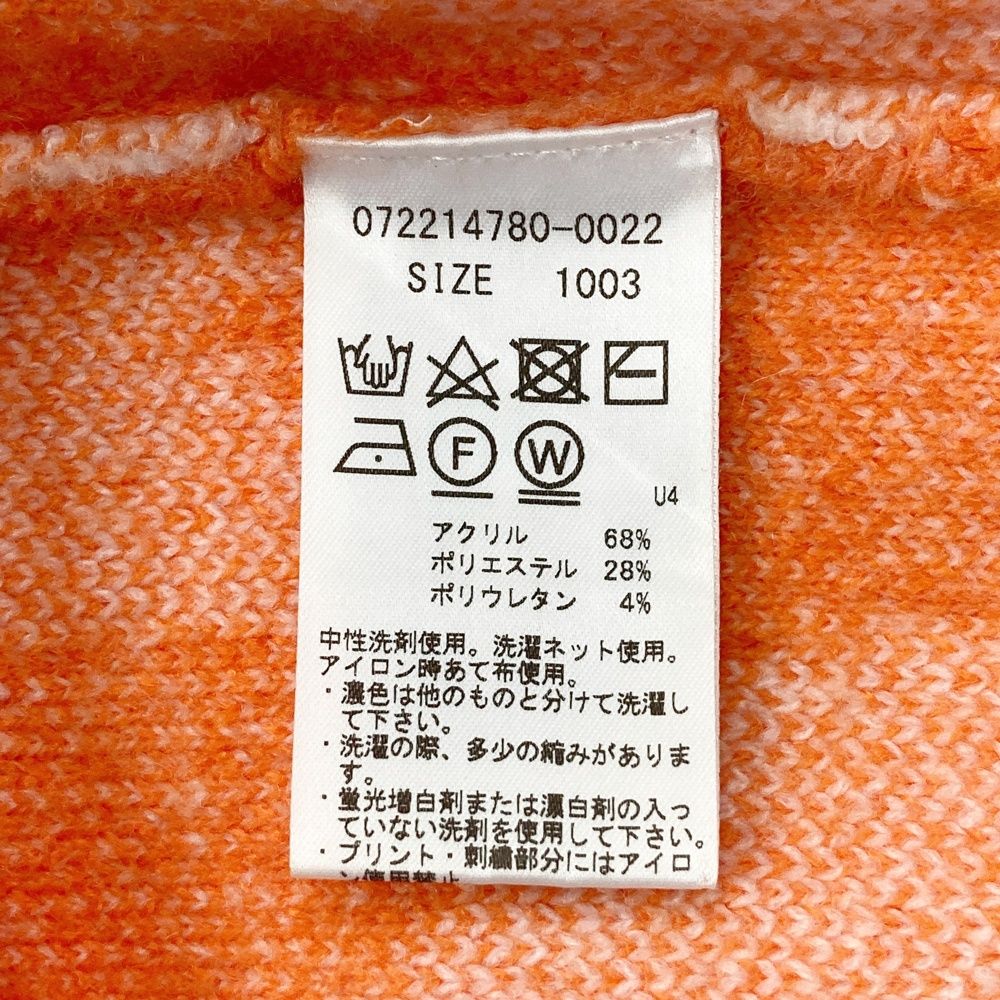 072214780-0022
SIZE 1003
F W
U4
アクリル 68%
ポリエステル 28%
ポリウレタン 4%
中性洗剤使用。洗濯ネット使用。
アイロン時あて布使用。
・濃色は他のものと分けて洗濯し
て下さい。
・洗濯の際、多少の縮みがありま
す。
・蛍光増白剤または漂白剤の入っ
ていない洗剤を使用して下さい。
・プリント・刺繍部分にはアイロ
ン使用禁止